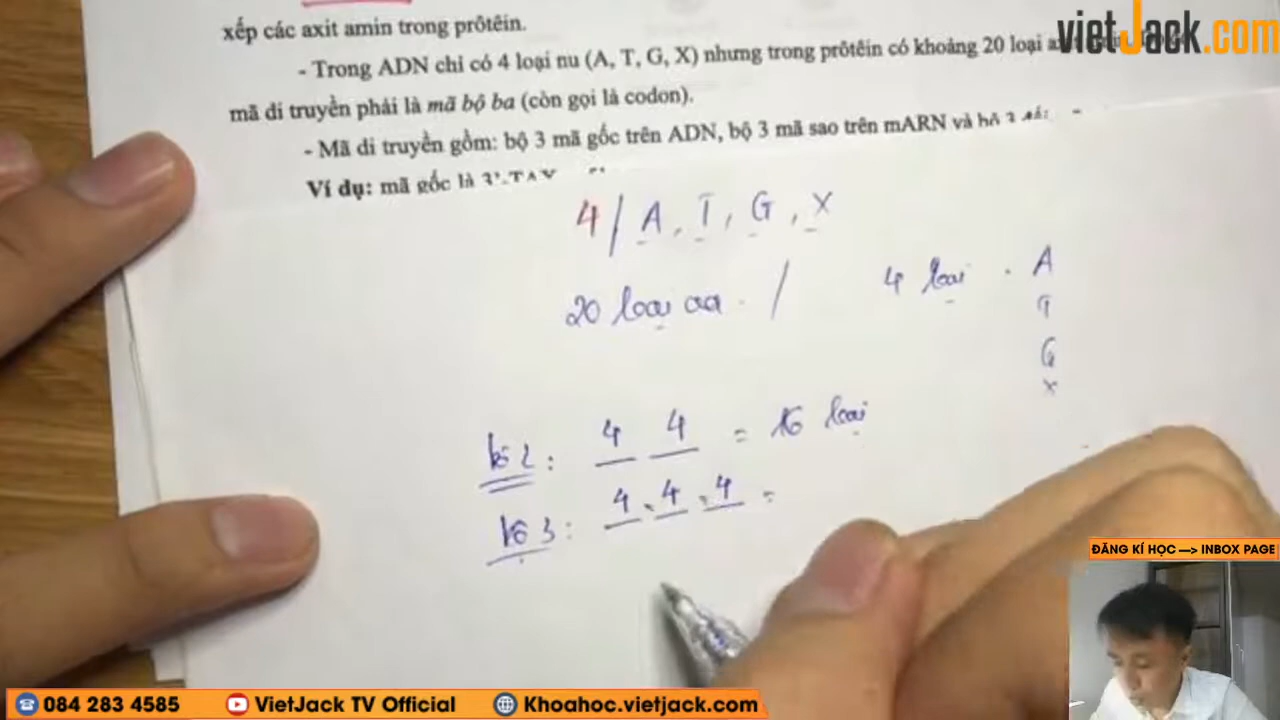 vietJack.com
xếp các axit amin trong prôtêin.
- Trong ADN chỉ có 4 loại nu (A, T, G, X) nhưng trong prôtêin có khoảng 20 loại
mã di truyền phải là mã bộ ba (còn gọi là codon).
- Mã di truyền gồm: bộ 3 mã gốc trên ADN, bộ 3 mã sao trên mARN và bộ 3
Ví dụ: mã gốc là
4 / A, T, G, X
20 loại aa /
4 loại . A
T
G
X
bộ 2 : 4 4 = 16 loại
bộ 3 : 4 . 4 . 4 =
ĐĂNG KÍ HỌC —> INBOX PAGE
084 283 4585
VietJack TV Official
Khoahoc.vietjack.com